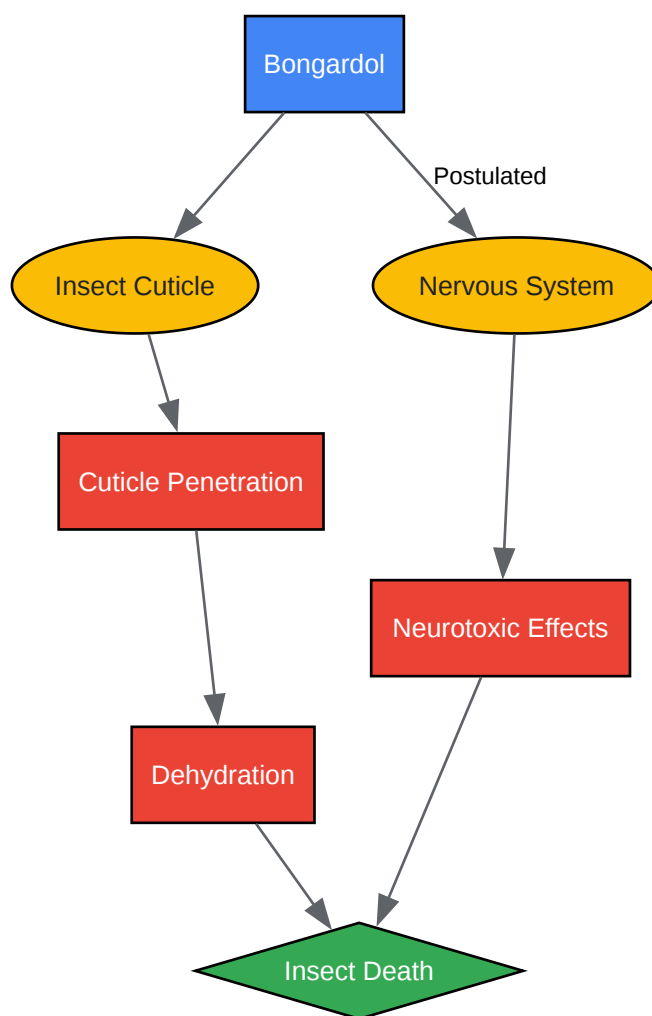 Bongardol
Postulated
Insect Cuticle
Nervous System
Cuticle Penetration
Neurotoxic Effects
Dehydration
Insect Death